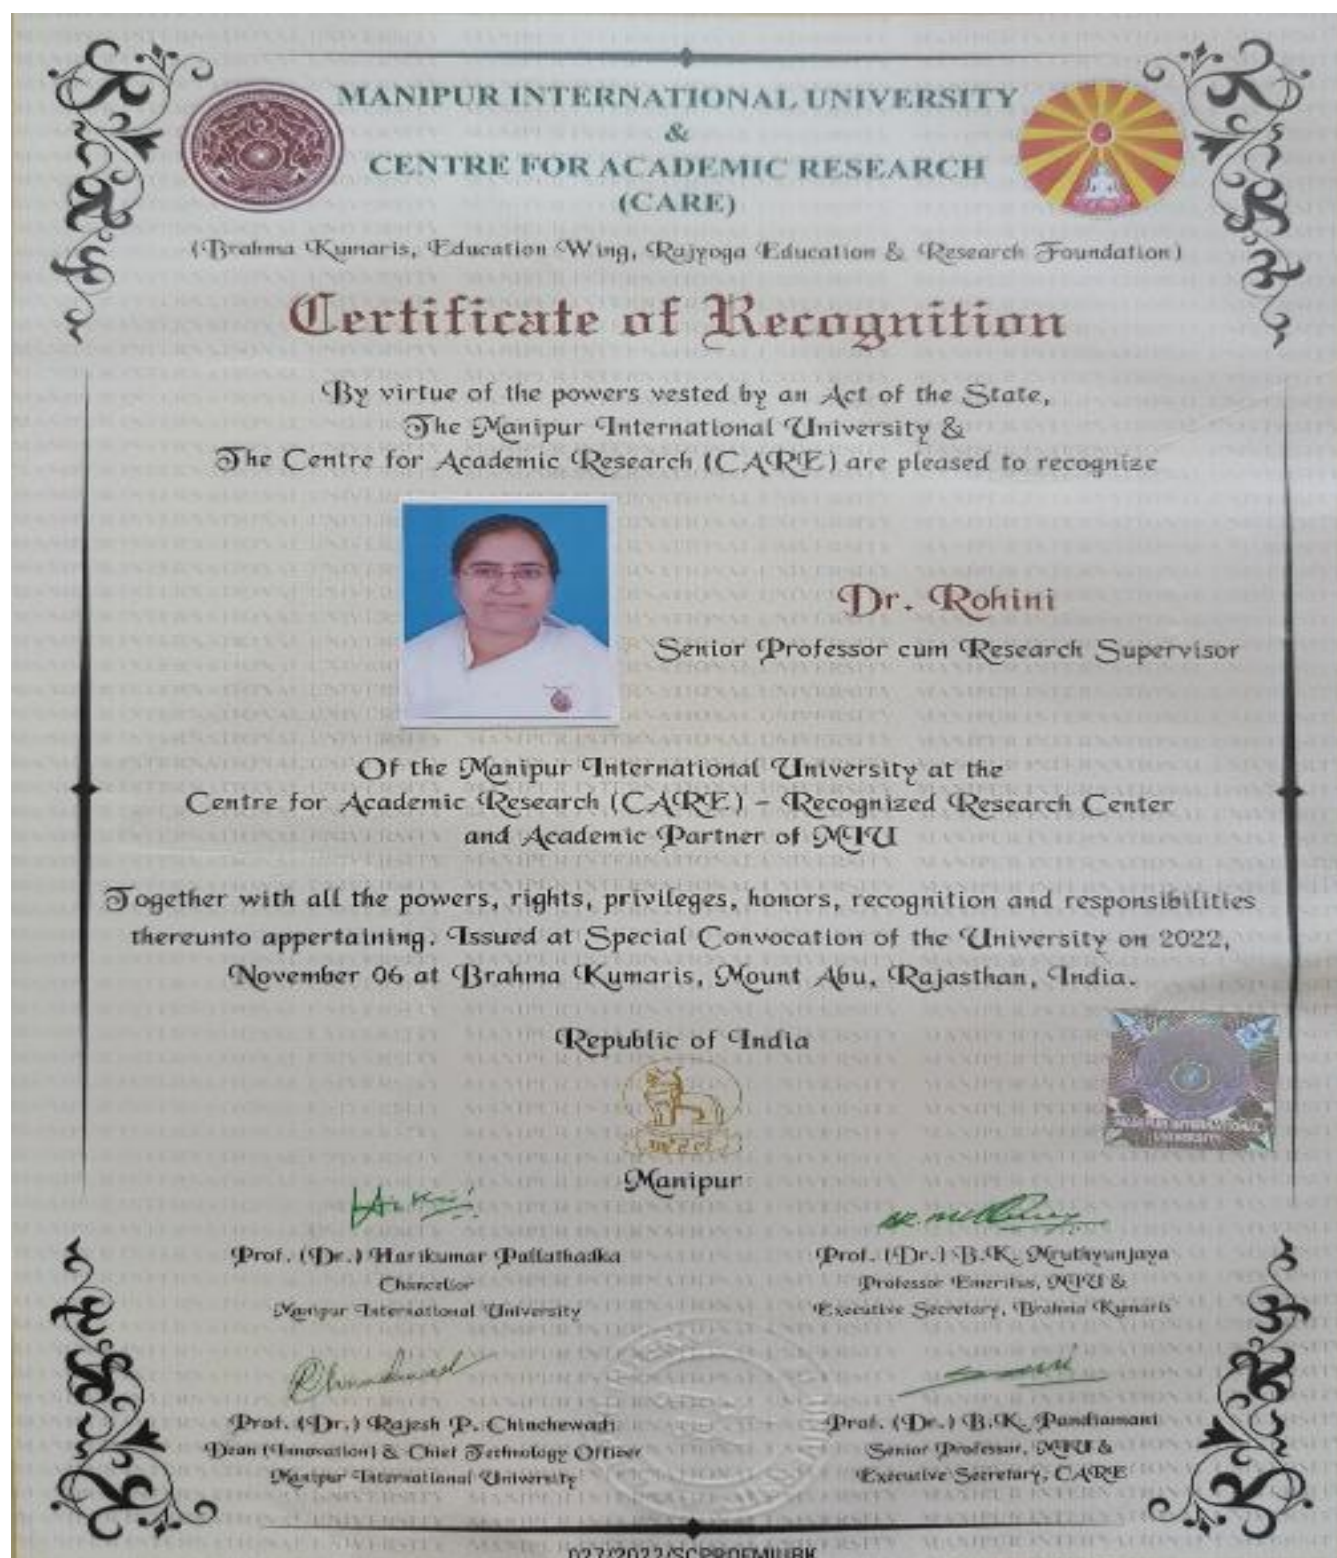 MANIPUR INTERNATIONAL UNIVERSITY
&
CENTRE FOR ACADEMIC RESEARCH
(CARE)
(Brahma Kumaris, Education Wing, Rajyoga Education & Research Foundation)
Certificate of Recognition
By virtue of the powers vested by an Act of the State,
The Manipur International University &
The Centre for Academic Research (CARE) are pleased to recognize
Dr. Rohini
Senior Professor cum Research Supervisor
Of the Manipur International University at the
Centre for Academic Research (CARE) – Recognized Research Center
and Academic Partner of MIU
Together with all the powers, rights, privileges, honors, recognition and responsibilities
thereunto appertaining. Issued at Special Convocation of the University on 2022,
November 06 at Brahma Kumaris, Mount Abu, Rajasthan, India.
Republic of India
MANIPUR INTERNATIONAL
UNIVERSITY
Manipur
Prof. (Dr.) Harikumar Pallathadka
Chancellor
Manipur International University
Prof. (Dr.) B.K. Mruthyunjaya
Professor Emeritus, MIU &
Executive Secretary, Brahma Kumaris
Prof. (Dr.) Rajesh P. Chinchewadi
Dean (Innovation) & Chief Technology Officer
Manipur International University
Prof. (Dr.) B.K. Pandiamani
Senior Professor, MIU &
Executive Secretary, CARE
027/2022/SCPROFMIUBK